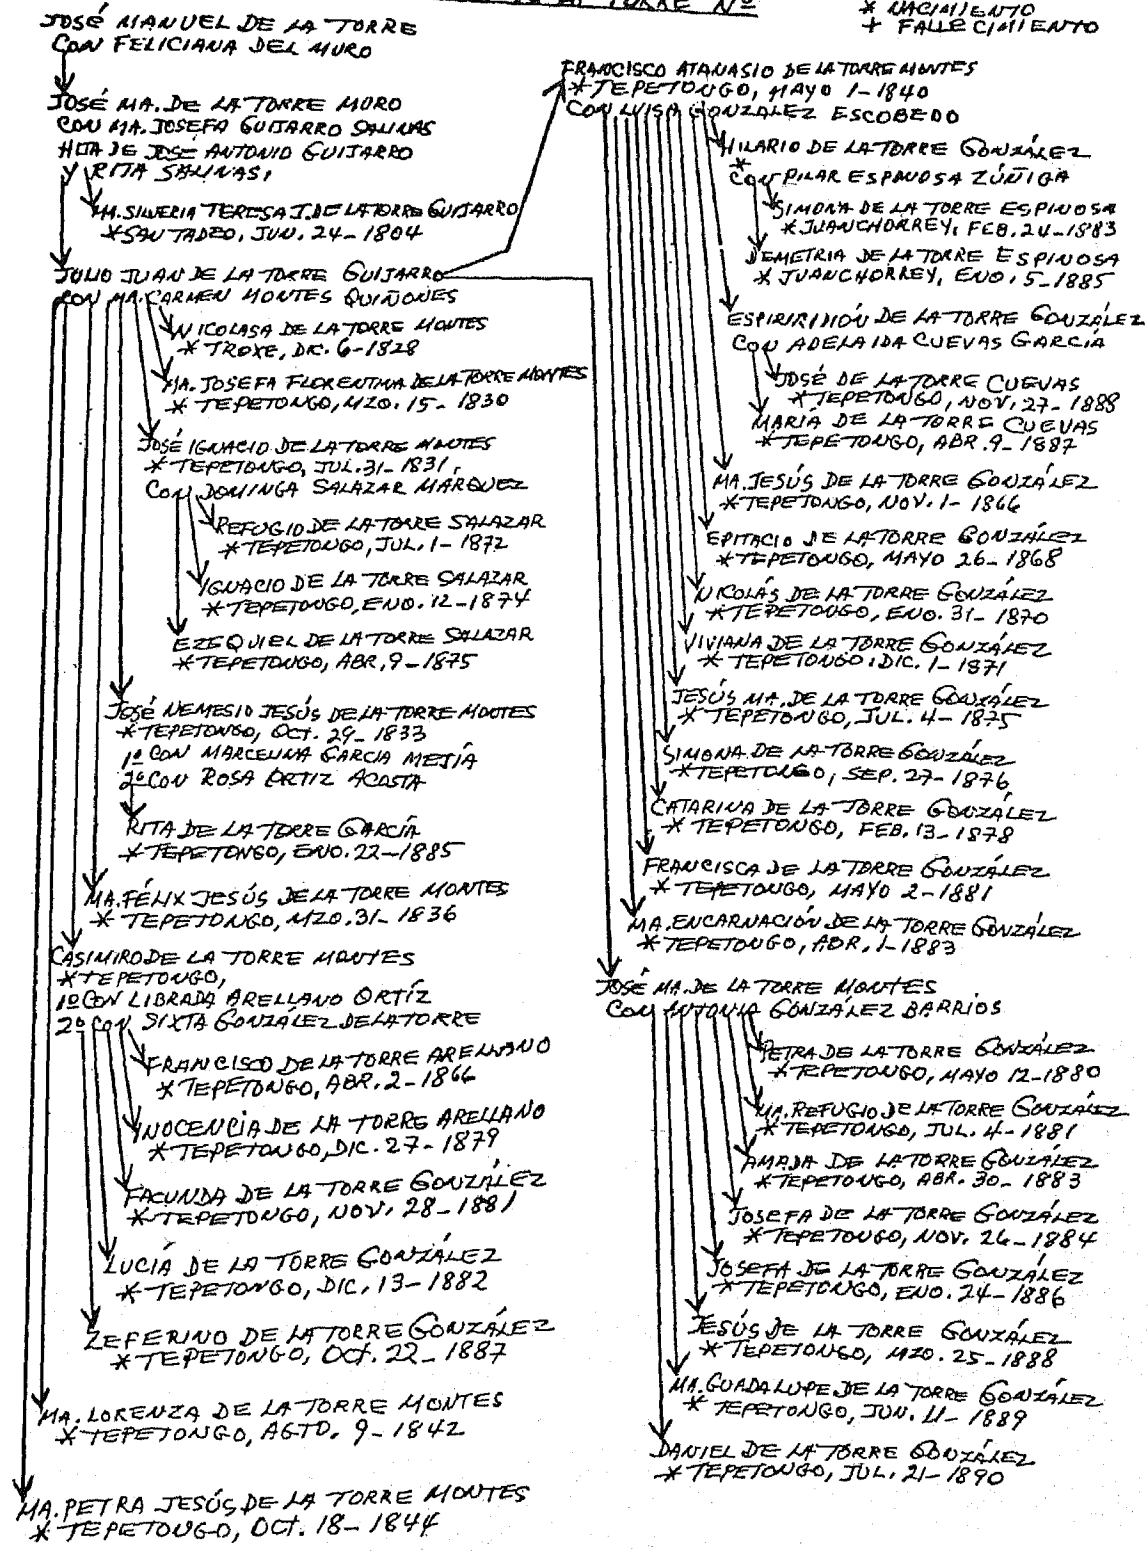 DE LA TORRE Nº
* NACIMIENTO
+ FALLECIMIENTO
JOSÉ MANUEL DE LA TORRE
CON FELICIANA DEL MURO
JOSÉ MA. DE LA TORRE MURO
CON MA. JOSEFA GUIJARRO SALINAS
HIJA DE JOSÉ ANTONIO GUIJARRO
Y RITA SALINAS,
MA. SILVERIA TERESA J. DE LA TORRE GUIJARRO
* SAN TADEO, JUN. 24-1804
JULIO JUAN DE LA TORRE GUIJARRO
CON MA. CARMEN MONTES QUIÑONES
NICOLASA DE LA TORRE MONTES
* TROXE, DIC. 6-1828
MA. JOSEFA FLORENTINA DE LA TORRE MONTES
* TEPETONGO, MZO. 15-1830
JOSÉ IGNACIO DE LA TORRE MONTES
* TEPETONGO, JUL. 31-1831,
CON DOMINGA SALAZAR MARQUEZ
REFUGIO DE LA TORRE SALAZAR
* TEPETONGO, JUL. 1-1872
IGNACIO DE LA TORRE SALAZAR
* TEPETONGO, ENO. 12-1874
EZEQUIEL DE LA TORRE SALAZAR
* TEPETONGO, ABR. 9-1875
JOSÉ NEMESIO JESÚS DE LA TORRE MONTES
* TEPETONGO, OCT. 29-1833
1º CON MARCELINA GARCIA MEJÍA
2º CON ROSA ORTIZ ACOSTA
RITA DE LA TORRE GARCÍA
* TEPETONGO, ENO. 22-1885
MA. FÉLIX JESÚS DE LA TORRE MONTES
* TEPETONGO, MZO. 31-1836
CASIMIRO DE LA TORRE MONTES
* TEPETONGO,
1º CON LIBRADA ARELLANO ORTÍZ
2º CON SIXTA GONZÁLEZ DE LA TORRE
FRANCISCO DE LA TORRE ARELLANO
* TEPETONGO, ABR. 2-1866
INOCENCIA DE LA TORRE ARELLANO
* TEPETONGO, DIC. 27-1879
FACUNDA DE LA TORRE GONZÁLEZ
* TEPETONGO, NOV. 28-1881
LUCIÁ DE LA TORRE GONZÁLEZ
* TEPETONGO, DIC. 13-1882
ZEFERINO DE LA TORRE GONZÁLEZ
* TEPETONGO, OCT. 22-1887
MA. LORENZA DE LA TORRE MONTES
* TEPETONGO, AGTO. 9-1842
MA. PETRA JESÚS DE LA TORRE MONTES
* TEPETONGO, OCT. 18-1844
FRANCISCO ATANASIO DE LA TORRE MONTES
* TEPETONGO, MAYO 1-1840
CON LUISA GONZALEZ ESCOBEDO
HILARIO DE LA TORRE GONZÁLEZ
*
CON PILAR ESPINOSA ZÚÑIGA
SIMONA DE LA TORRE ESPINOSA
* JUANCHORREY, FEB. 24-1883
DEMETRIA DE LA TORRE ESPINOSA
* JUANCHORREY, ENO. 5-1885
ESPIRIRIDIÓN DE LA TORRE GONZÁLEZ
CON ADELAIDA CUEVAS GARCIÁ
JOSÉ DE LA TORRE CUEVAS
* TEPETONGO, NOV. 27-1888
MARÍA DE LA TORRE CUEVAS
* TEPETONGO, ABR. 9-1887
MA. JESÚS DE LA TORRE GONZÁLEZ
* TEPETONGO, NOV. 1-1866
EPITACIO DE LA TORRE GONZÁLEZ
* TEPETONGO, MAYO 26-1868
NICOLÁS DE LA TORRE GONZÁLEZ
* TEPETONGO, ENO. 31-1870
VIVIANA DE LA TORRE GONZÁLEZ
* TEPETONGO, DIC. 1-1871
JESÚS MA. DE LA TORRE GONZÁLEZ
* TEPETONGO, JUL. 4-1875
SIMONA DE LA TORRE GONZÁLEZ
* TEPETONGO, SEP. 27-1876
CATARINA DE LA TORRE GONZÁLEZ
* TEPETONGO, FEB. 13-1878
FRANCISCA DE LA TORRE GONZÁLEZ
* TEPETONGO, MAYO 2-1881
MA. ENCARNACIÓN DE LA TORRE GONZÁLEZ
* TEPETONGO, ABR. 1-1883
JOSÉ MA. DE LA TORRE MONTES
CON ANTONIA GONZÁLEZ BARRIOS
PETRA DE LA TORRE GONZÁLEZ
* TEPETONGO, MAYO 12-1880
MA. REFUGIO DE LA TORRE GONZÁLEZ
* TEPETONGO, JUL. 4-1881
AMADA DE LA TORRE GONZÁLEZ
* TEPETONGO, ABR. 30-1883
JOSEFA DE LA TORRE GONZÁLEZ
* TEPETONGO, NOV. 26-1884
JOSEFA DE LA TORRE GONZÁLEZ
* TEPETONGO, ENO. 24-1886
JESÚS DE LA TORRE GONZÁLEZ
* TEPETONGO, MZO. 25-1888
MA. GUADALUPE DE LA TORRE GONZÁLEZ
* TEPETONGO, JUN. 11-1889
DANIEL DE LA TORRE GONZÁLEZ
* TEPETONGO, JUL. 21-1890